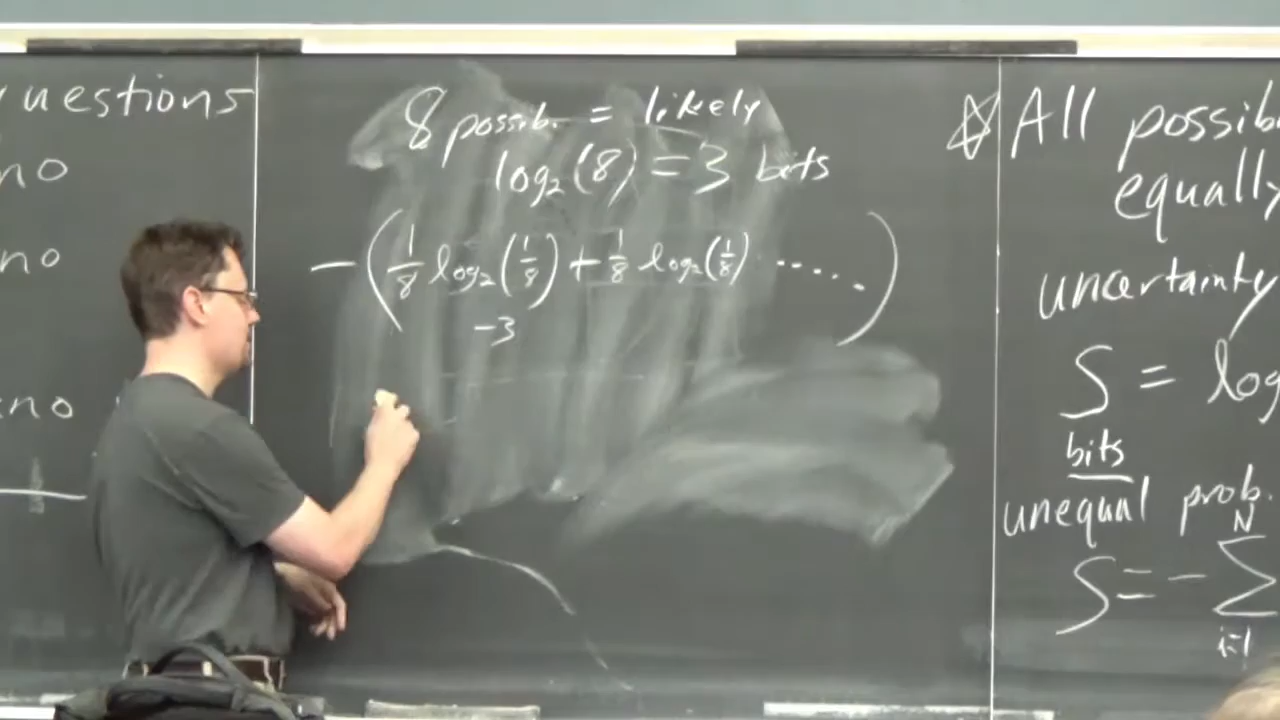 uestions
no
no
no
8 possib. = likely
log₂(8) = 3 bits
-(1/8 log₂(1/8) + 1/8 log₂(1/8) ......)
-3
All possib
equally
uncertainty
S = log
bits
unequal prob.
S = - Σ
N
i=1